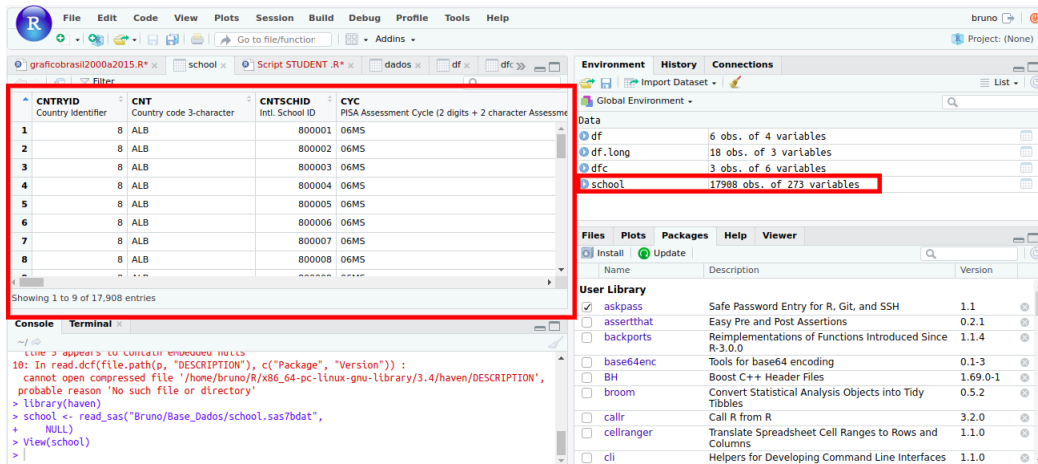 R File Edit Code View Plots Session Build Debug Profile Tools Help bruno
Go to file/function Addins Project: (None)
graficobrasil2000a2015.R* school Script STUDENT .R* dados df dfc
Filter
CNTRYID CNT CNTSCHID CYC
Country Identifier Country code 3-character Intl. School ID PISA Assessment Cycle (2 digits + 2 character Assessme
1 8 ALB 800001 06MS
2 8 ALB 800002 06MS
3 8 ALB 800003 06MS
4 8 ALB 800004 06MS
5 8 ALB 800005 06MS
6 8 ALB 800006 06MS
7 8 ALB 800007 06MS
8 8 ALB 800008 06MS
Showing 1 to 9 of 17,908 entries
Console Terminal
~/
line 5 appears to contain embedded nulls
10: In read.dcf(file.path(p, "DESCRIPTION"), c("Package", "Version")) :
cannot open compressed file '/home/bruno/R/x86_64-pc-linux-gnu-library/3.4/haven/DESCRIPTION',
probable reason 'No such file or directory'
> library(haven)
> school <- read_sas("Bruno/Base_Dados/school.sas7bdat",
+ NULL)
> View(school)
>
Environment History Connections
Import Dataset List
Global Environment
Data
df 6 obs. of 4 variables
df.long 18 obs. of 3 variables
dfc 3 obs. of 6 variables
school 17908 obs. of 273 variables
Files Plots Packages Help Viewer
Install Update
Name Description Version
User Library
askpass Safe Password Entry for R, Git, and SSH 1.1
assertthat Easy Pre and Post Assertions 0.2.1
backports Reimplementations of Functions Introduced Since 1.1.4
R-3.0.0
base64enc Tools for base64 encoding 0.1-3
BH Boost C++ Header Files 1.69.0-1
broom Convert Statistical Analysis Objects into Tidy 0.5.2
Tibbles
callr Call R from R 3.2.0
cellranger Translate Spreadsheet Cell Ranges to Rows and 1.1.0
Columns
cli Helpers for Developing Command Line Interfaces 1.1.0